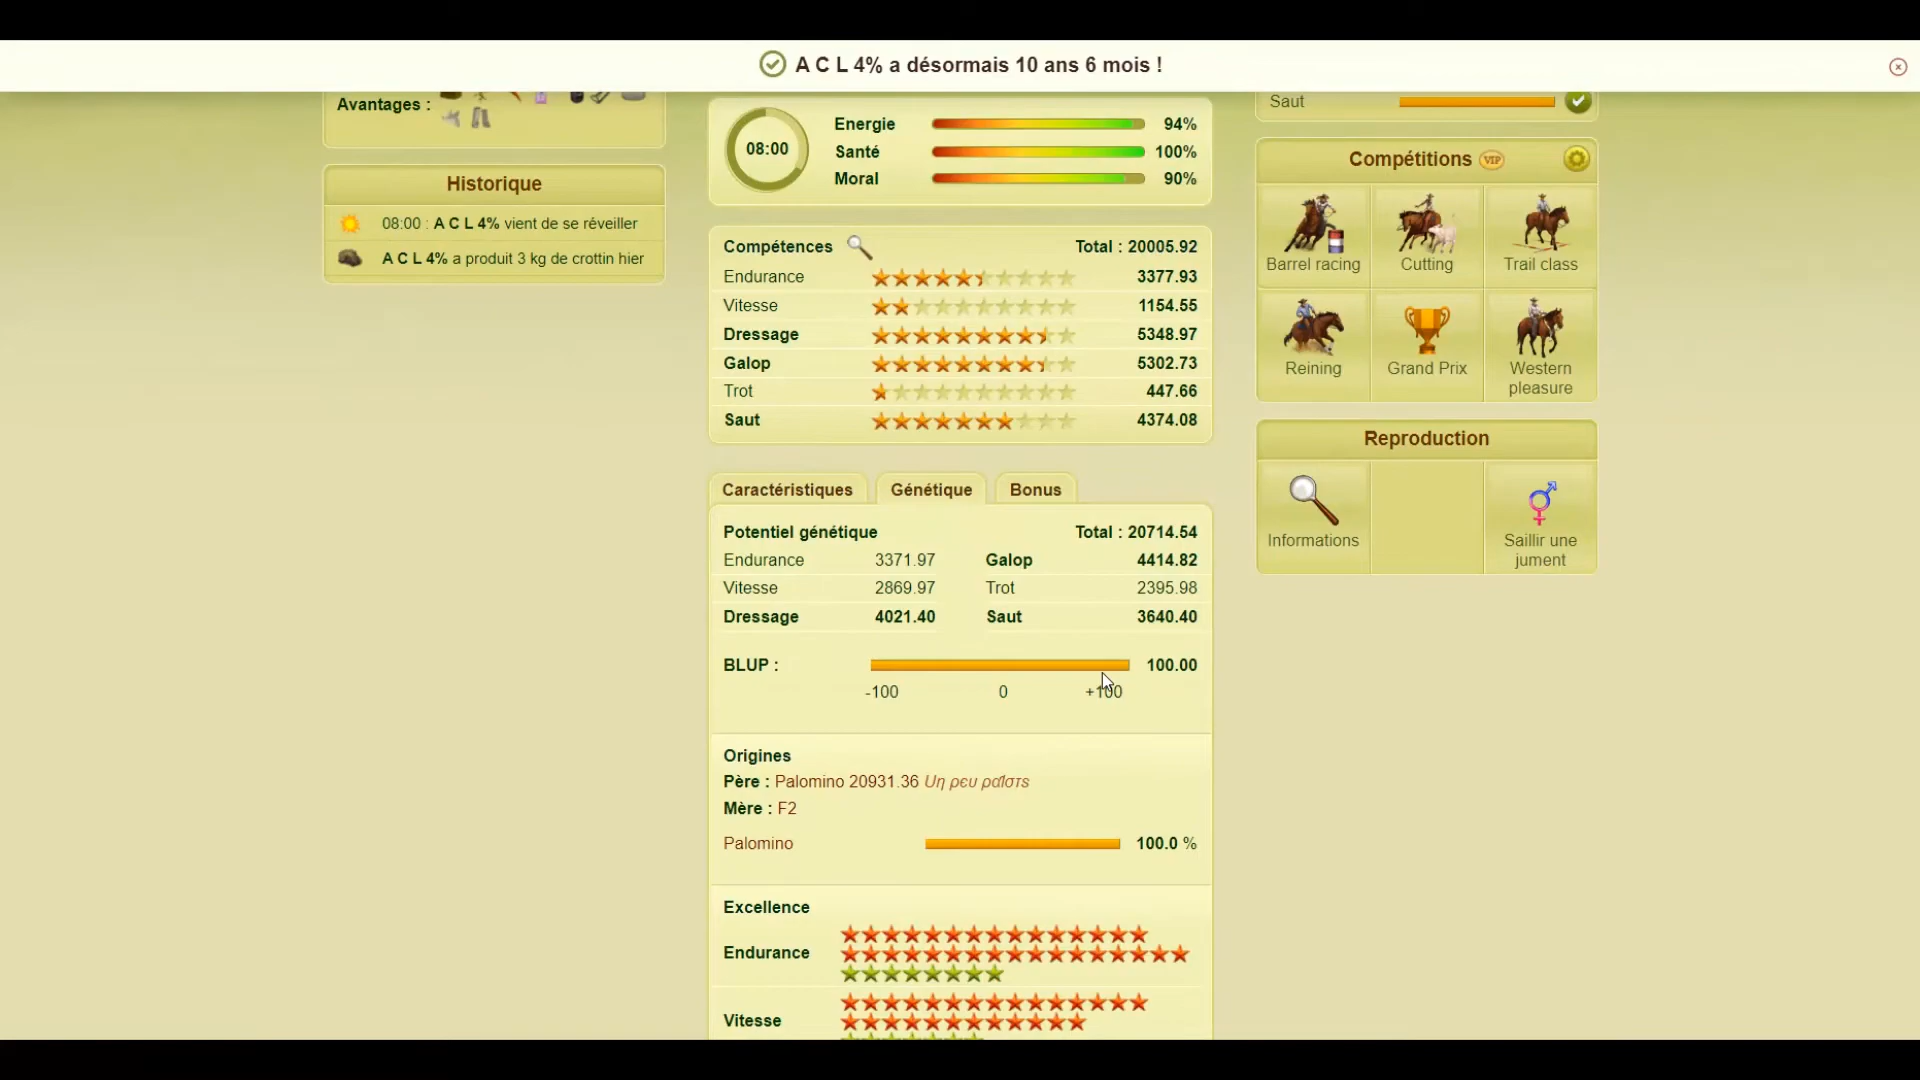 A C L 4% a désormais 10 ans 6 mois !
Avantages :
Historique
08:00 : A C L 4% vient de se réveiller
A C L 4% a produit 3 kg de crottin hier
08:00
Energie 94%
Santé 100%
Moral 90%
Compétences Total : 20005.92
Endurance 3377.93
Vitesse 1154.55
Dressage 5348.97
Galop 5302.73
Trot 447.66
Saut 4374.08
Caractéristiques Génétique Bonus
Potentiel génétique Total : 20714.54
Endurance 3371.97 Galop 4414.82
Vitesse 2869.97 Trot 2395.98
Dressage 4021.40 Saut 3640.40
BLUP : 100.00
-100 0 +100
Origines
Père : Palomino 20931.36
Mère : F2
Palomino 100.0 %
Excellence
Endurance
Vitesse
Saut
Compétitions VIP
Barrel racing Cutting Trail class
Reining Grand Prix Western
pleasure
Reproduction
Informations Saillir une
jument